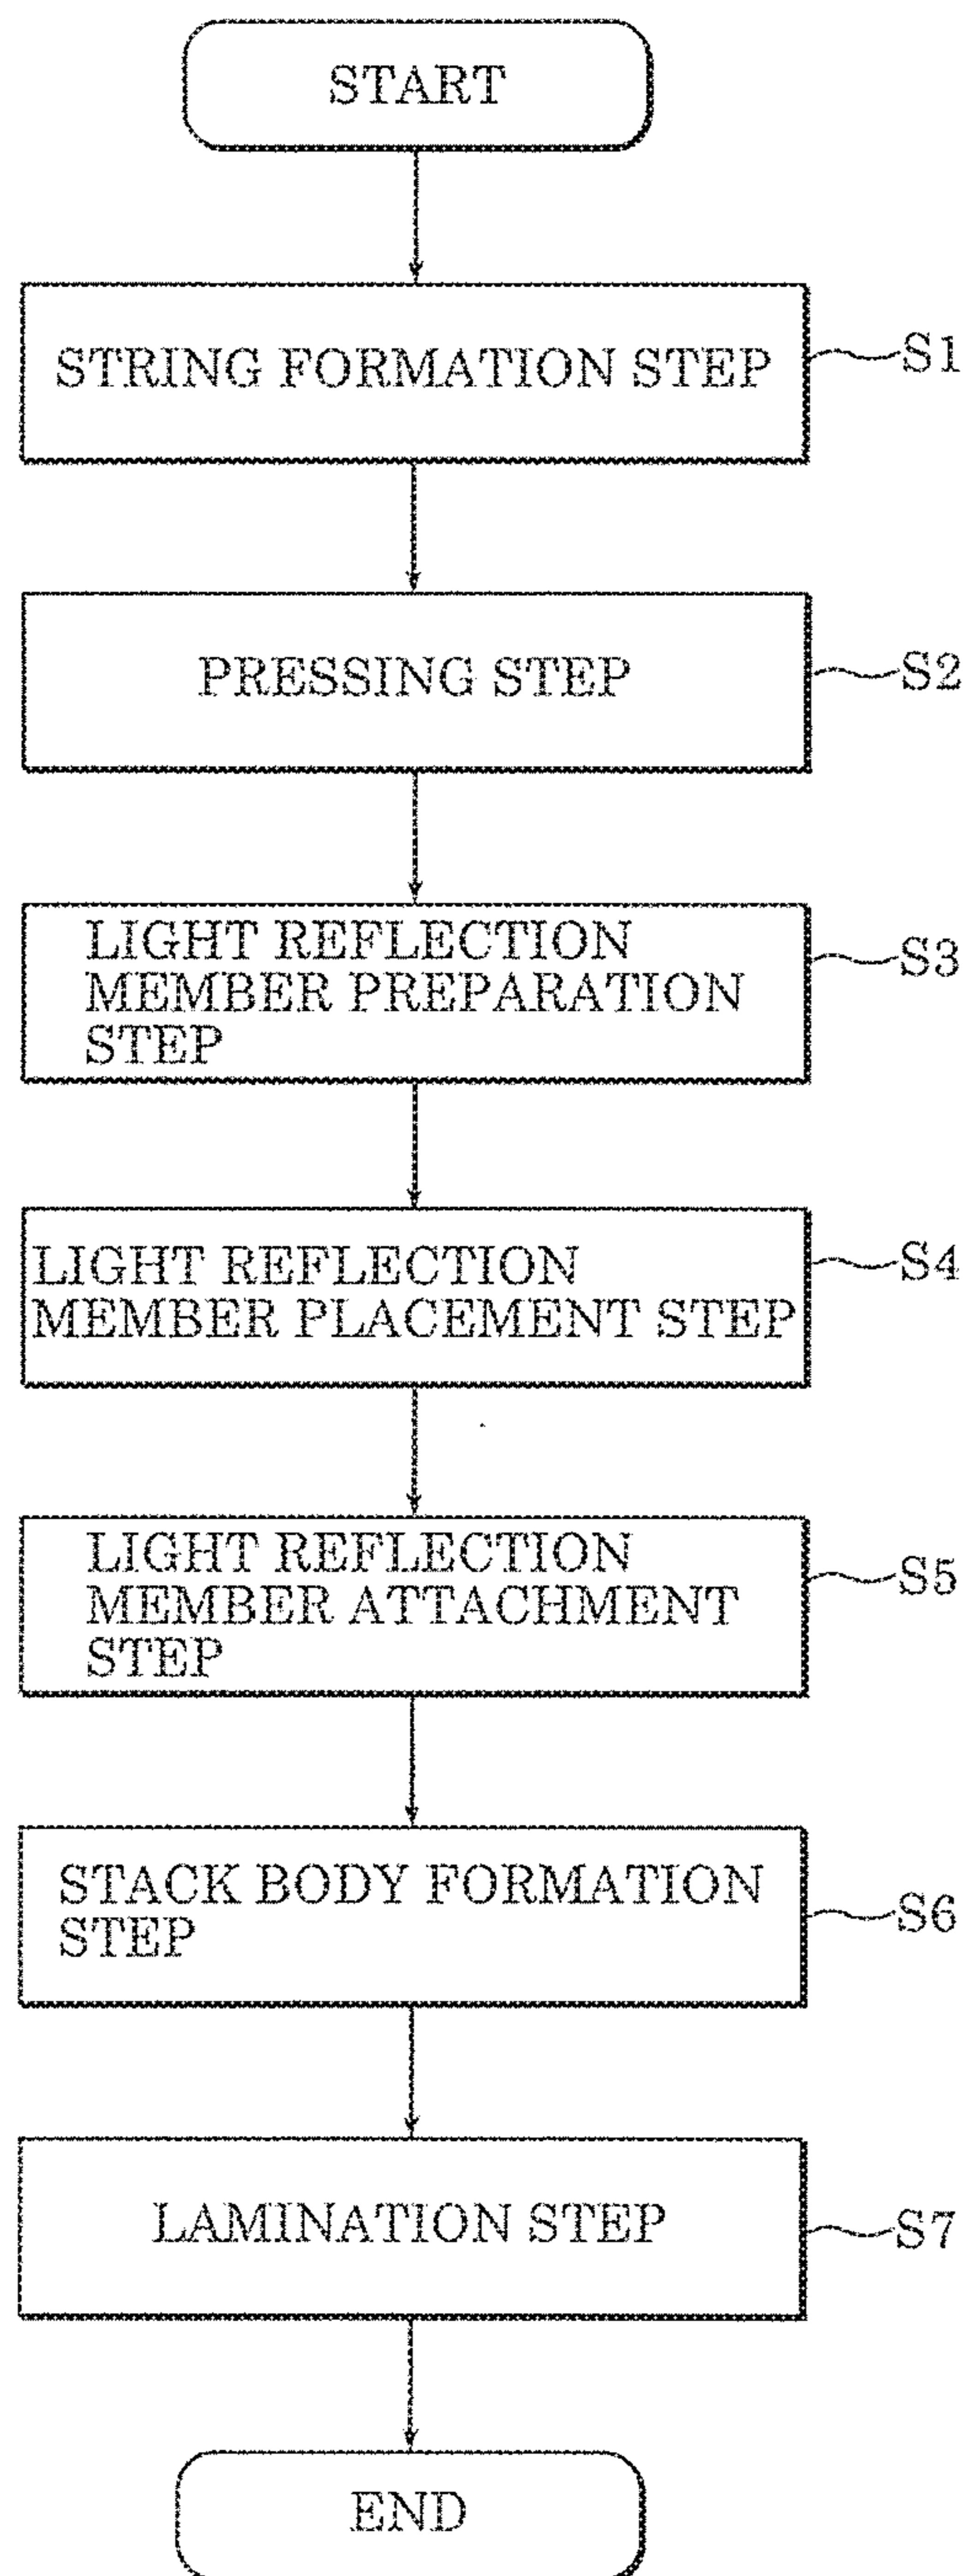 START
STRING FORMATION STEP
S1
PRESSING STEP
S2
LIGHT REFLECTION
MEMBER PREPARATION
STEP
S3
LIGHT REFLECTION
MEMBER PLACEMENT STEP
S4
LIGHT REFLECTION
MEMBER ATTACHMENT
STEP
S5
STACK BODY FORMATION
STEP
S6
LAMINATION STEP
S7
END